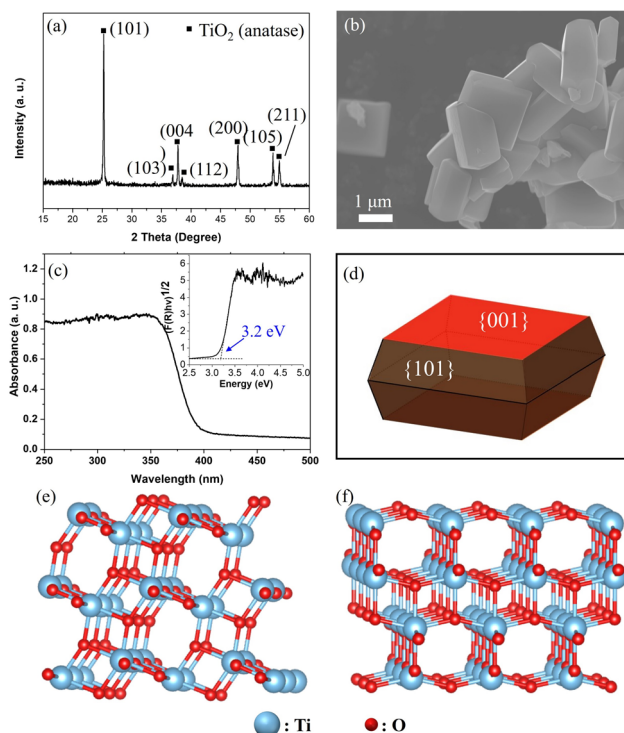 (a)
(101)
■ TiO₂ (anatase)
(004
)
(103)
(112)
(200)
(105)
(211)
Intensity (a. u.)
15 20 25 30 35 40 45 50 55 60
2 Theta (Degree)
(b)
1 μm
(c)
Absorbance (a. u.)
1.2
1.0
0.8
0.6
0.4
0.2
0.0
250 300 350 400 450 500
Wavelength (nm)
(F(R)hν)1/2
6
5
4
3
2
1
0
2.5 3.0 3.5 4.0 4.5 5.0
Energy (eV)
3.2 eV
(d)
{001}
{101}
(e)
(f)
: Ti
: O